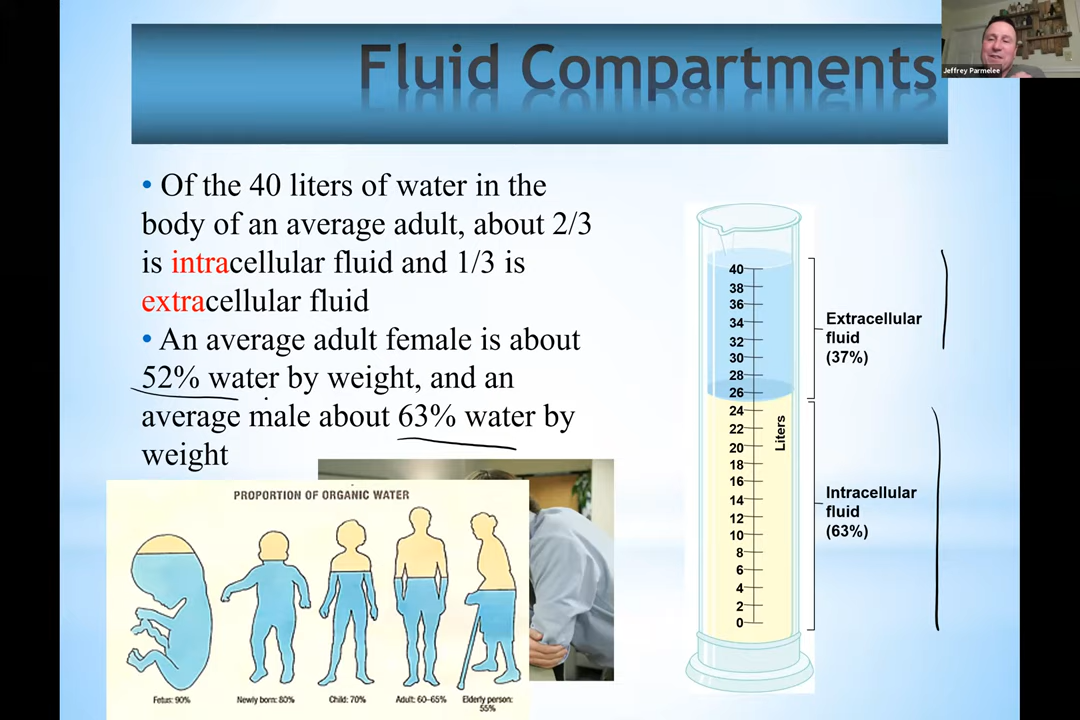 Fluid Compartments
Jeffrey Parmelee
• Of the 40 liters of water in the
body of an average adult, about 2/3
is intracellular fluid and 1/3 is
extracellular fluid
• An average adult female is about
52% water by weight, and an
average male about 63% water by
weight
40
38
36
34
32
30
28
26
24
22
20
18
16
14
12
10
8
6
4
2
0
Liters
Extracellular
fluid
(37%)
Intracellular
fluid
(63%)
PROPORTION OF ORGANIC WATER
Fetus: 90%
Newly born: 80%
Child: 70%
Adult: 60–65%
Elderly person:
55%